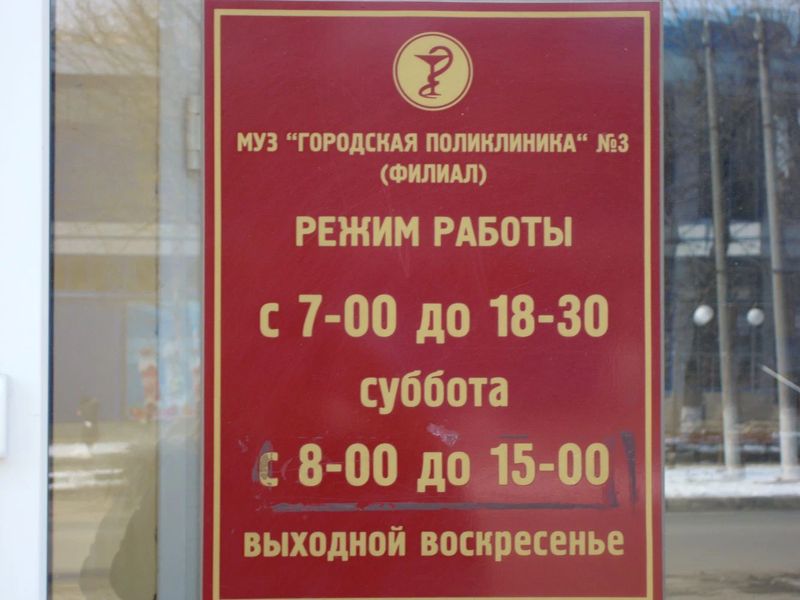 МУЗ "ГОРОДСКАЯ ПОЛИКЛИНИКА" №3
(ФИЛИАЛ)
РЕЖИМ РАБОТЫ
с 7-00 до 18-30
суббота
с 8-00 до 15-00
выходной воскресенье